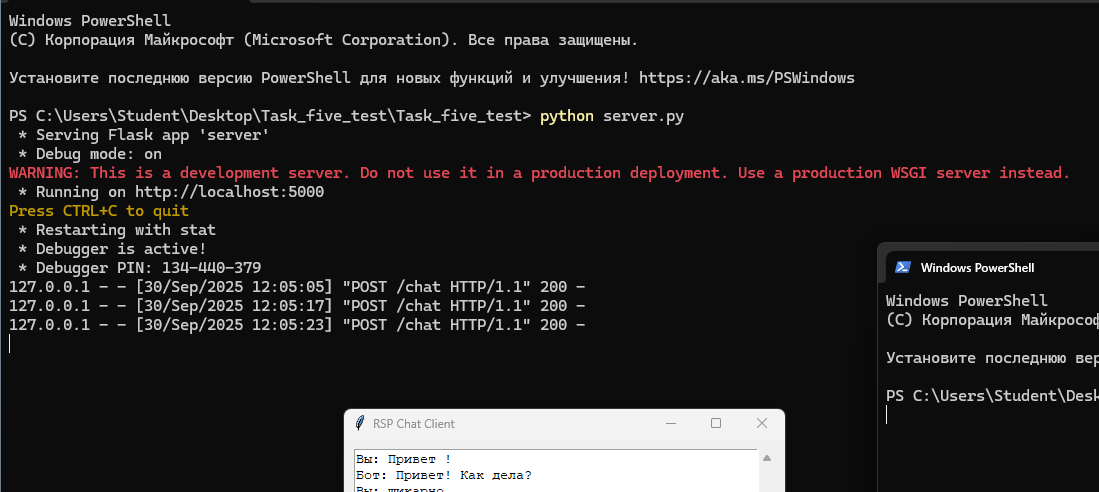 Windows PowerShell
(С) Корпорация Майкрософт (Microsoft Corporation). Все права защищены.
Установите последнюю версию PowerShell для новых функций и улучшения! https://aka.ms/PSWindows
PS C:\Users\Student\Desktop\Task_five_test\Task_five_test> python server.py
* Serving Flask app 'server'
* Debug mode: on
WARNING: This is a development server. Do not use it in a production deployment. Use a production WSGI server instead.
* Running on http://localhost:5000
Press CTRL+C to quit
* Restarting with stat
* Debugger is active!
* Debugger PIN: 134-440-379
127.0.0.1 - - [30/Sep/2025 12:05:05] "POST /chat HTTP/1.1" 200 -
127.0.0.1 - - [30/Sep/2025 12:05:17] "POST /chat HTTP/1.1" 200 -
127.0.0.1 - - [30/Sep/2025 12:05:23] "POST /chat HTTP/1.1" 200 -
Windows PowerShell
Windows PowerShell
(С) Корпорация Майкрософ
Установите последнюю вер
PS C:\Users\Student\Desk
RSP Chat Client
Вы: Привет !
Бот: Привет! Как дела?
Вы: шикарно